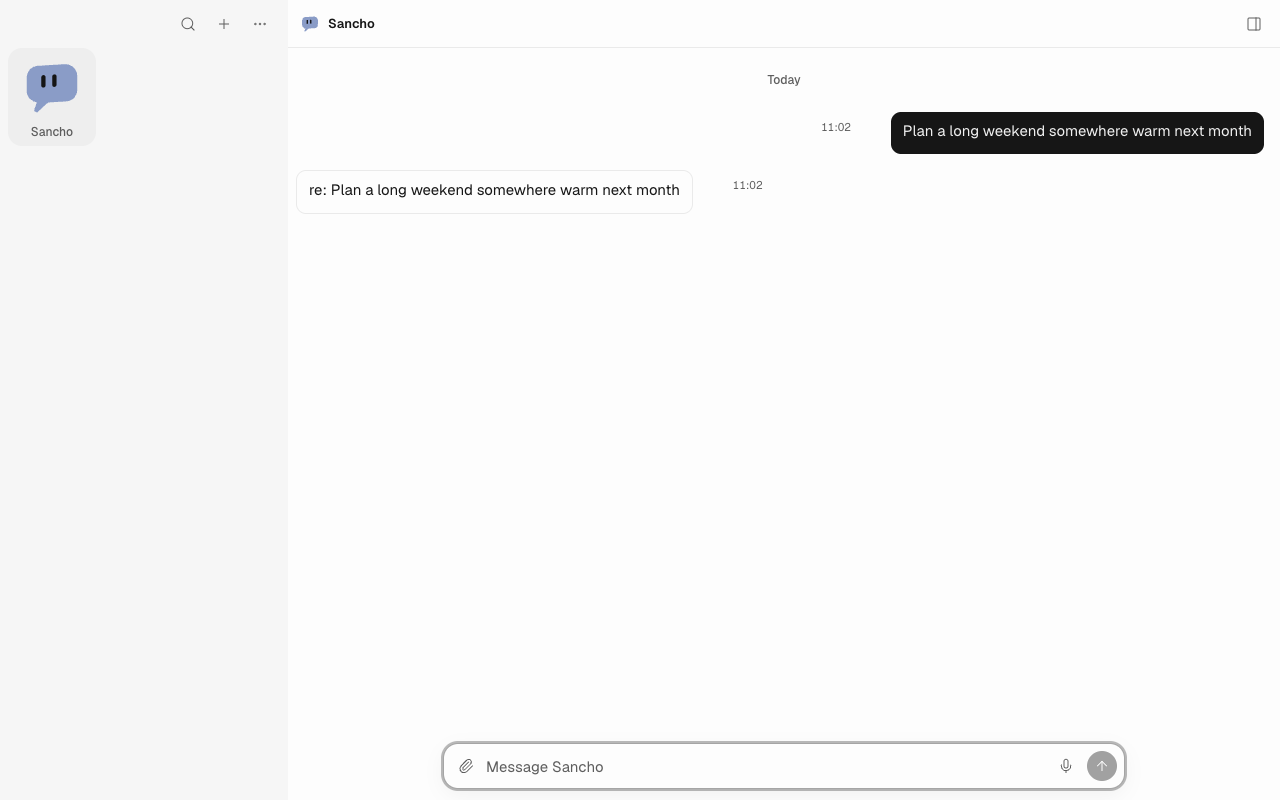 Sancho
Sancho
Today
11:02
Plan a long weekend somewhere warm next month
re: Plan a long weekend somewhere warm next month
11:02
Message Sancho